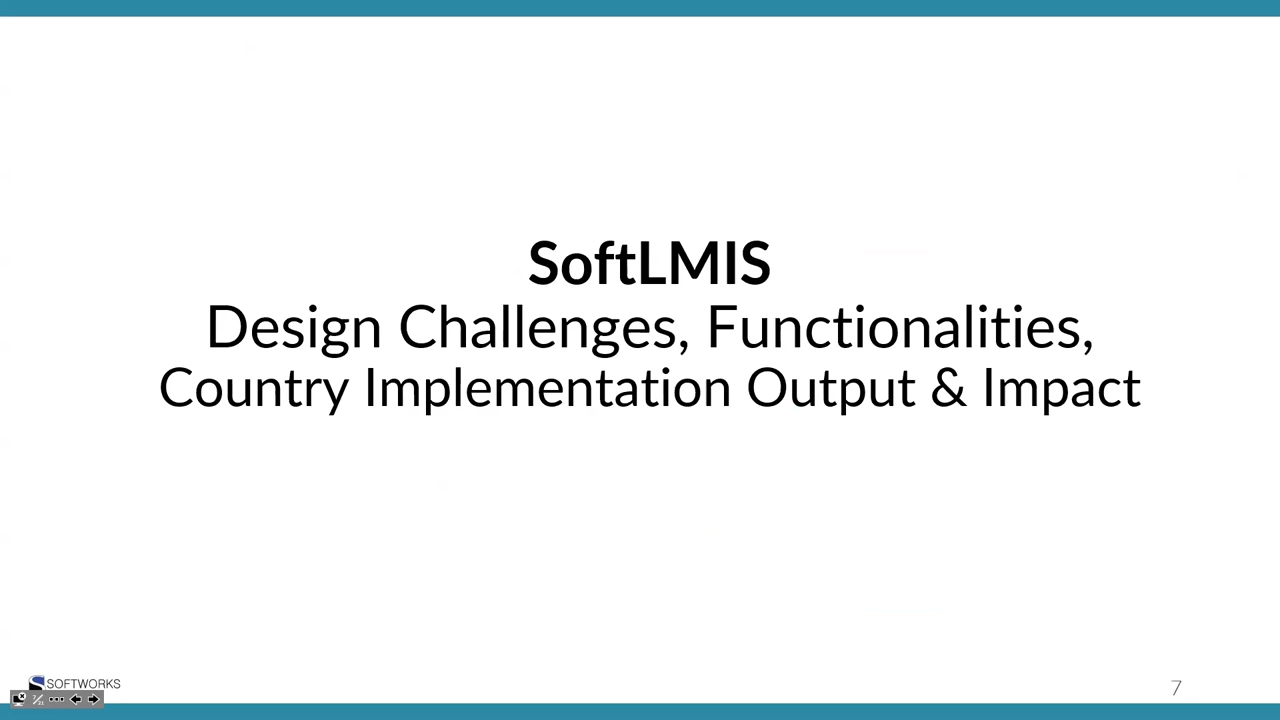 SoftLMIS
Design Challenges, Functionalities,
Country Implementation Output & Impact
SOFTWORKS
7